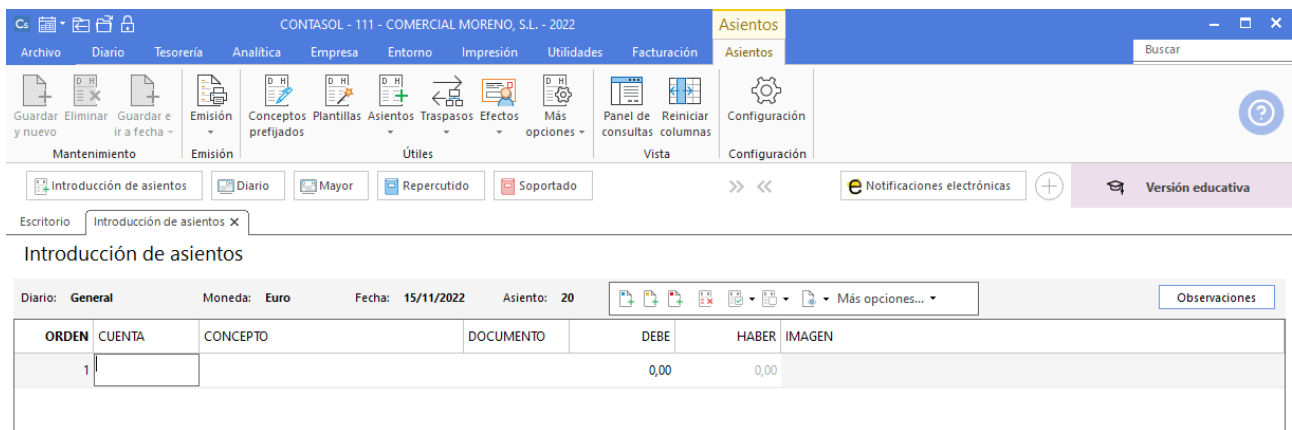 Cs CONTASOL - 111 - COMERCIAL MORENO, S.L. - 2022 Asientos
Archivo Diario Tesorería Analítica Empresa Entorno Impresión Utilidades Facturación Asientos Buscar
D H D H D H D H D H
Guardar Eliminar Guardar e Emisión Conceptos Plantillas Asientos Traspasos Efectos Más Panel de Reiniciar Configuración
y nuevo ir a fecha prefijados opciones consultas columnas
Mantenimiento Emisión Útiles Vista Configuración
Introducción de asientos Diario Mayor Repercutido Soportado e Notificaciones electrónicas Versión educativa
Escritorio Introducción de asientos X
Introducción de asientos
Diario: General Moneda: Euro Fecha: 15/11/2022 Asiento: 20 Más opciones... Observaciones
ORDEN CUENTA CONCEPTO DOCUMENTO DEBE HABER IMAGEN
1 0,00 0,00